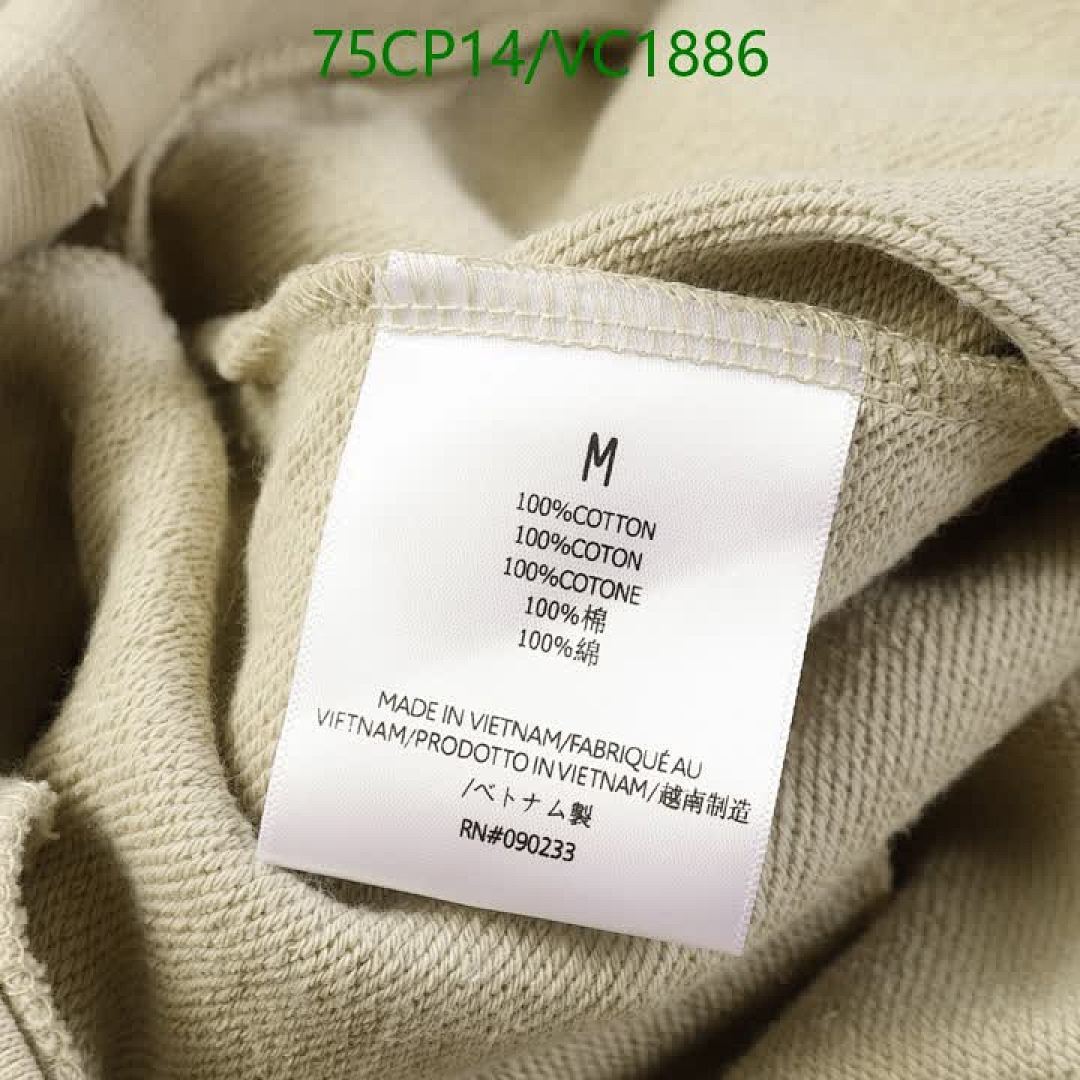 75CP14/VC1886
M
100%COTTON
100%COTON
100%COTONE
100%棉
100%綿
MADE IN VIETNAM/FABRIQUÉ AU
VIFTNAM/PRODOTTO IN VIETNAM/越南制造
/ベトナム製
RN#090233